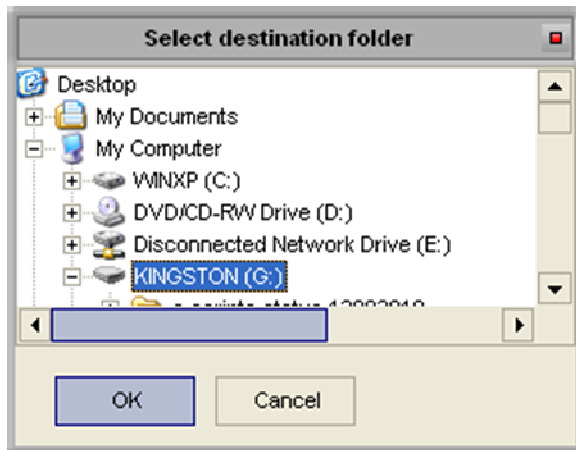 Select destination folder
Desktop
My Documents
My Computer
WINXP (C:)
DVD/CD-RW Drive (D:)
Disconnected Network Drive (E:)
KINGSTON (G:)
OK Cancel